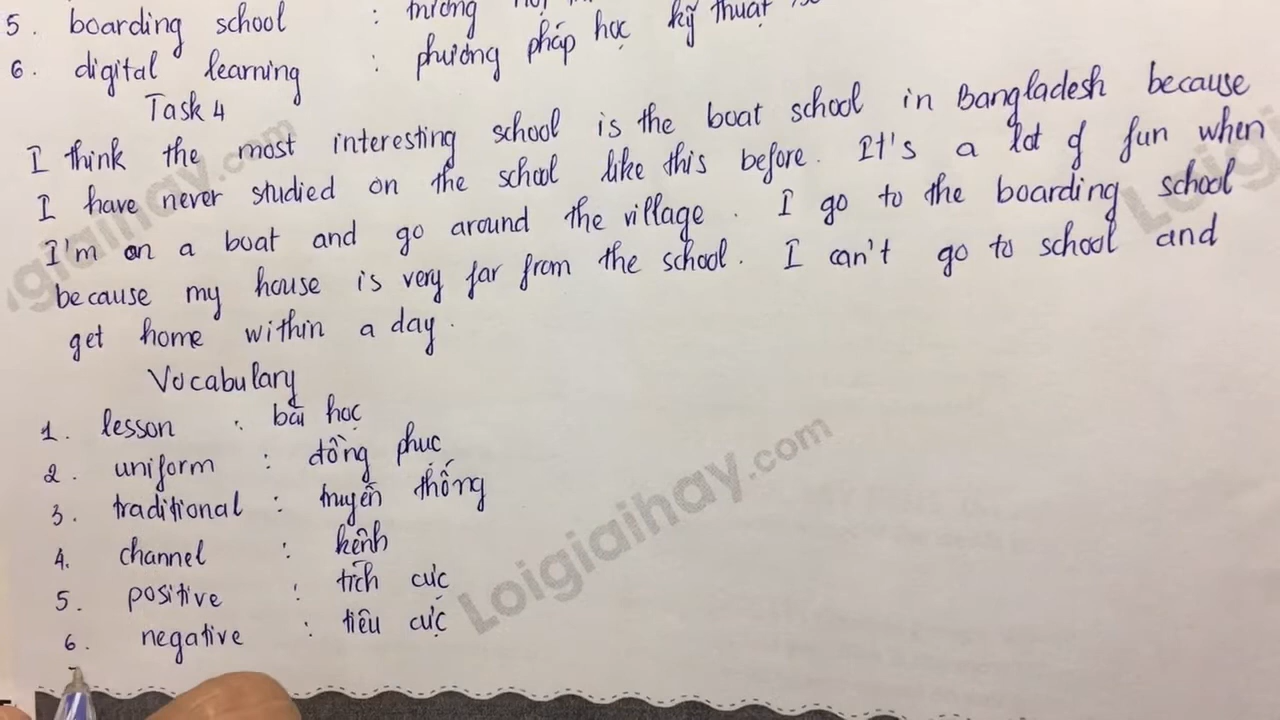 5. boarding school : trường
6. digital learning : phương pháp học kỹ thuật
Task 4
I think the most interesting school is the boat school in Bangladesh because
I have never studied on the school like this before. It's a lot of fun when
I'm on a boat and go around the village. I go to the boarding school
because my house is very far from the school. I can't go to school and
get home within a day.
Vocabulary
1. lesson : bài học
2. uniform : đồng phục
3. traditional : truyền thống
4. channel : kênh
5. positive : tích cực
6. negative : tiêu cực
Loigiaihay.com